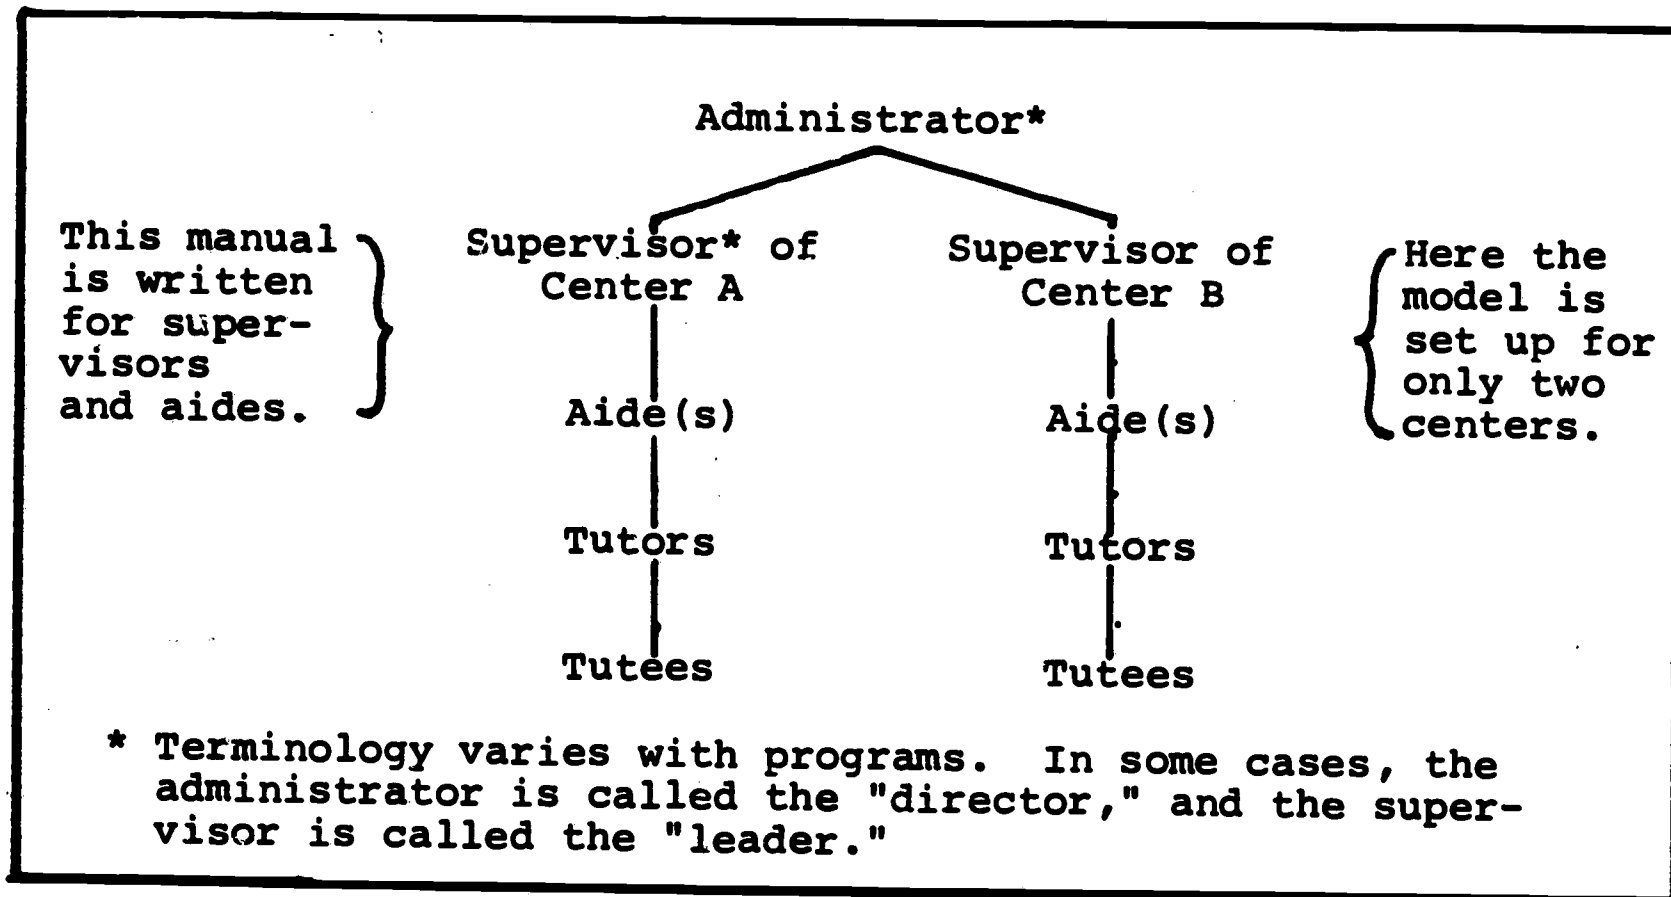 Administrator*
This manual
is written
for super-
visors
and aides.
Supervisor* of
Center A
Supervisor of
Center B
Here the
model is
set up for
only two
centers.
Aide(s)
Aide(s)
Tutors
Tutors
Tutees
Tutees
* Terminology varies with programs. In some cases, the
administrator is called the "director," and the super-
visor is called the "leader."